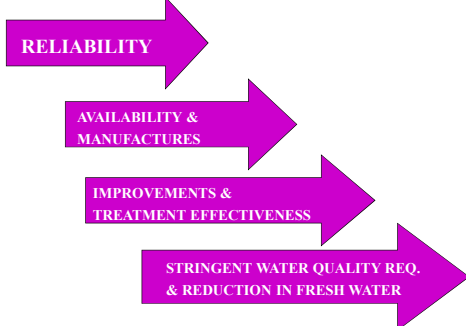 RELIABILITY
AVAILABILITY &
MANUFACTURES
IMPROVEMENTS &
TREATMENT EFFECTIVENESS
STRINGENT WATER QUALITY REQ.
& REDUCTION IN FRESH WATER